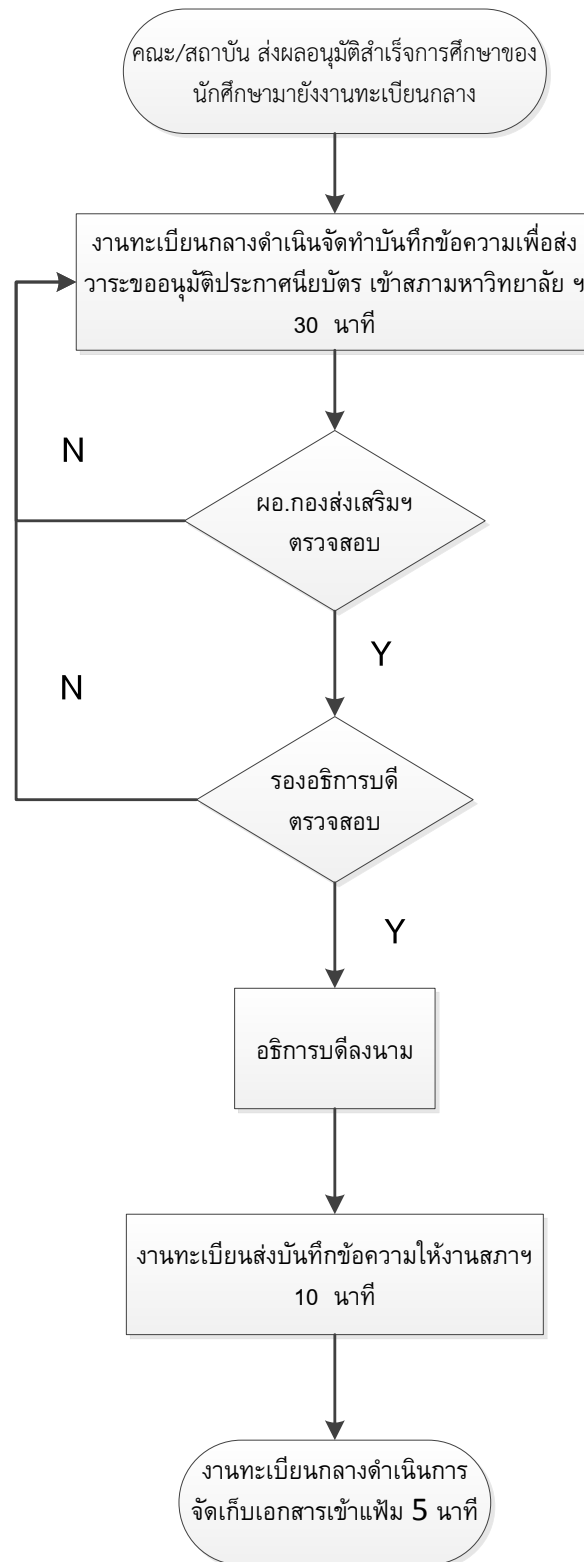 คณะ/สถาบัน ส่งผลอนุมัติสำเร็จการศึกษาของ
นักศึกษามายังงานทะเบียนกลาง
งานทะเบียนกลางดำเนินจัดทำบันทึกข้อความเพื่อส่ง
วาระขออนุมัติประกาศนียบัตร เข้าสภามหาวิทยาลัย ฯ
30 นาที
N
ผอ.กองส่งเสริมฯ
ตรวจสอบ
Y
N
รองอธิการบดี
ตรวจสอบ
Y
อธิการบดีลงนาม
งานทะเบียนส่งบันทึกข้อความให้งานสภาฯ
10 นาที
งานทะเบียนกลางดำเนินการ
จัดเก็บเอกสารเข้าแฟ้ม 5 นาที